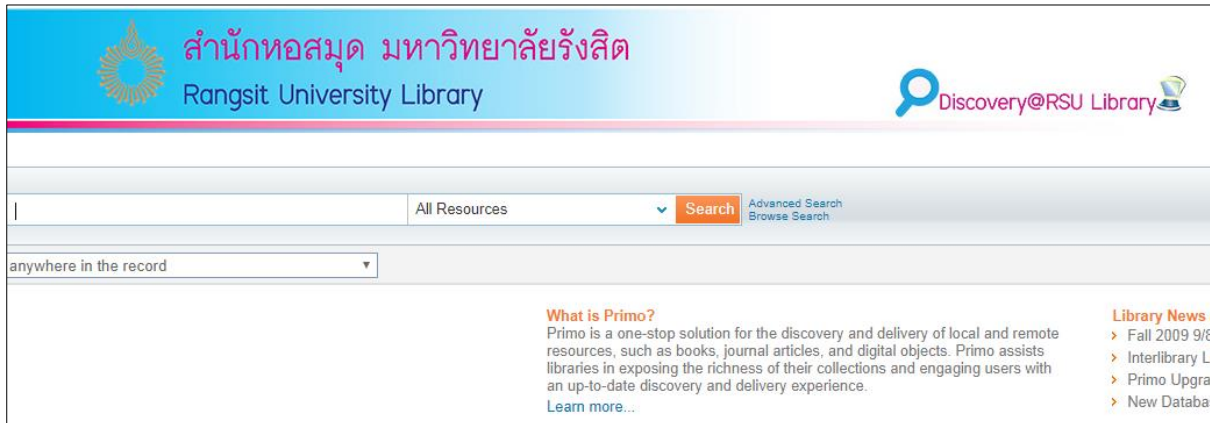 สำนักหอสมุด มหาวิทยาลัยรังสิต
Rangsit University Library
Discovery@RSU Library
All Resources
Search
Advanced Search
Browse Search
anywhere in the record
What is Primo?
Primo is a one-stop solution for the discovery and delivery of local and remote
resources, such as books, journal articles, and digital objects. Primo assists
libraries in exposing the richness of their collections and engaging users with
an up-to-date discovery and delivery experience.
Learn more...
Library News
Fall 2009 9/8
Interlibrary L
Primo Upgra
New Databa